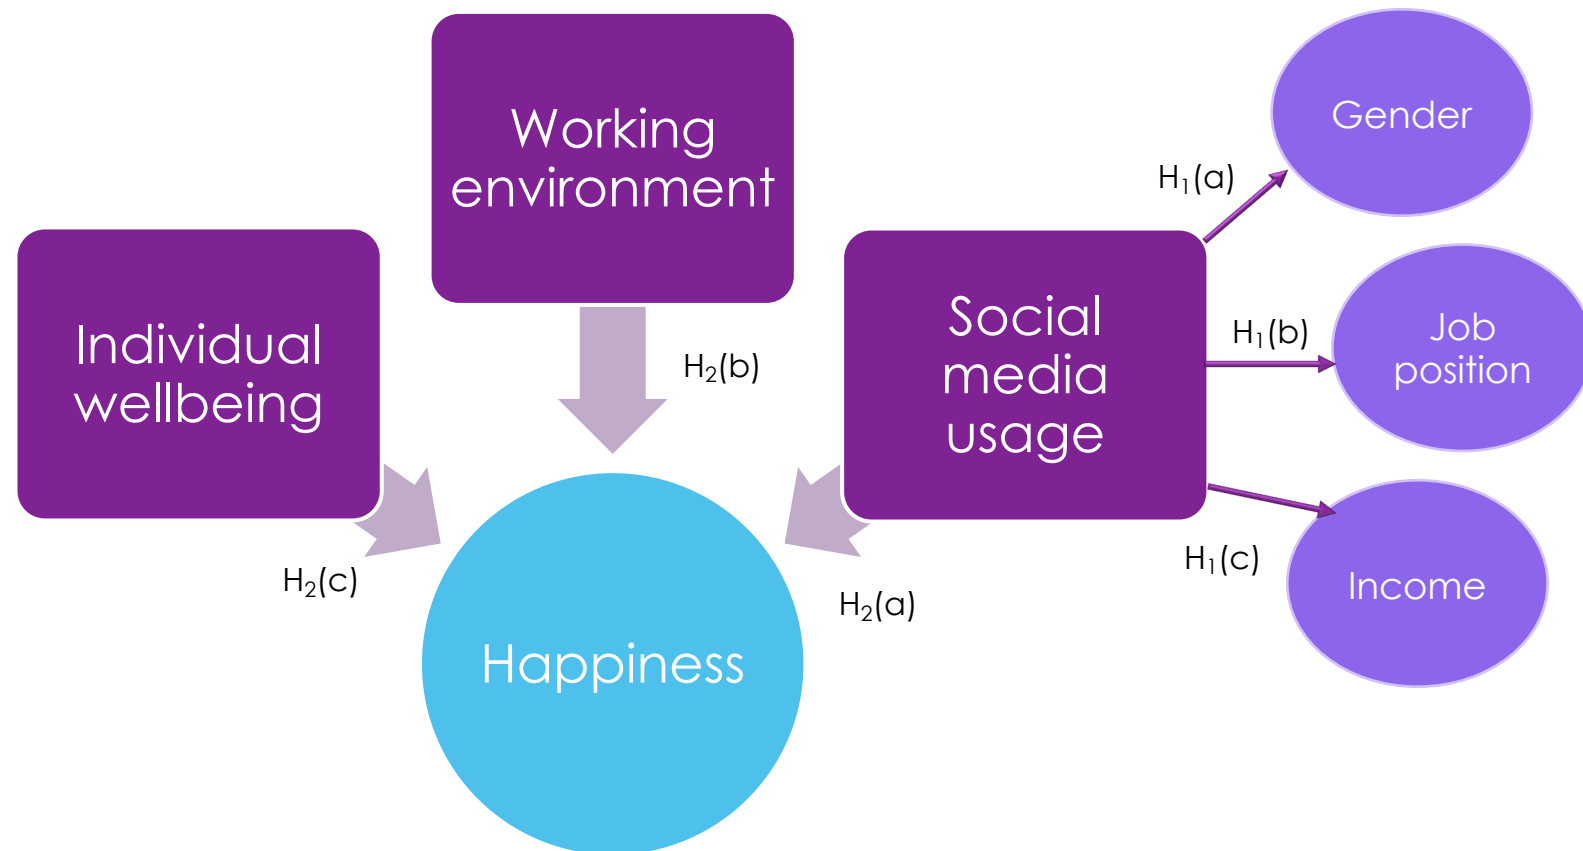 Working
environment
Gender
H₁(a)
Individual
wellbeing
H₂(b)
Social
media
usage
H₁(b)
Job
position
H₂(c)
H₂(a)
H₁(c)
Income
Happiness